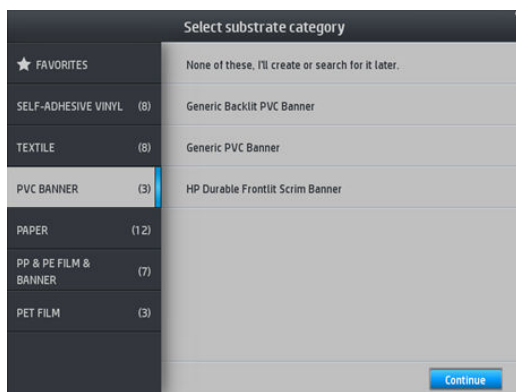 Select substrate category
FAVORITES
SELF-ADHESIVE VINYL (8)
TEXTILE (8)
PVC BANNER (3)
PAPER (12)
PP & PE FILM &
BANNER (7)
PET FILM (3)
None of these, I'll create or search for it later.
Generic Backlit PVC Banner
Generic PVC Banner
HP Durable Frontlit Scrim Banner
Continue